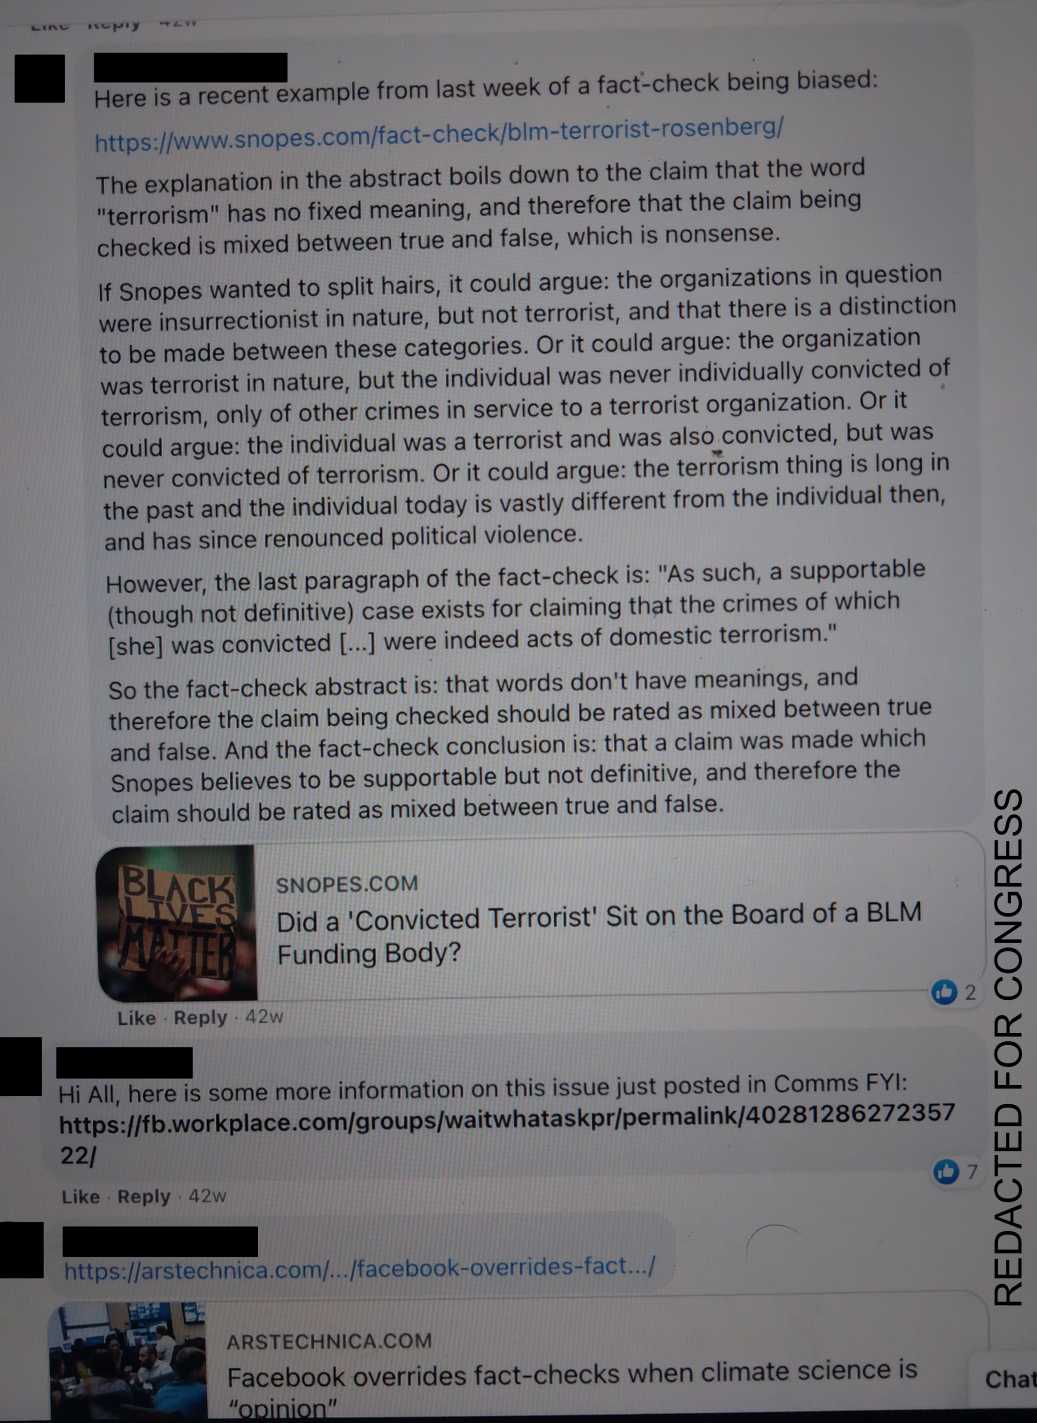 Like Reply 42w
Here is a recent example from last week of a fact-check being biased:
https://www.snopes.com/fact-check/blm-terrorist-rosenberg/
The explanation in the abstract boils down to the claim that the word
"terrorism" has no fixed meaning, and therefore that the claim being
checked is mixed between true and false, which is nonsense.
If Snopes wanted to split hairs, it could argue: the organizations in question
were insurrectionist in nature, but not terrorist, and that there is a distinction
to be made between these categories. Or it could argue: the organization
was terrorist in nature, but the individual was never individually convicted of
terrorism, only of other crimes in service to a terrorist organization. Or it
could argue: the individual was a terrorist and was also convicted, but was
never convicted of terrorism. Or it could argue: the terrorism thing is long in
the past and the individual today is vastly different from the individual then,
and has since renounced political violence.
However, the last paragraph of the fact-check is: "As such, a supportable
(though not definitive) case exists for claiming that the crimes of which
[she] was convicted [...] were indeed acts of domestic terrorism."
So the fact-check abstract is: that words don't have meanings, and
therefore the claim being checked should be rated as mixed between true
and false. And the fact-check conclusion is: that a claim was made which
Snopes believes to be supportable but not definitive, and therefore the
claim should be rated as mixed between true and false.
BLACK
LIVES
MATTER
SNOPES.COM
Did a 'Convicted Terrorist' Sit on the Board of a BLM
Funding Body?
2
Like · Reply · 42w
Hi All, here is some more information on this issue just posted in Comms FYI:
https://fb.workplace.com/groups/waitwhataskpr/permalink/40281286272357
22/
7
Like · Reply · 42w
https://arstechnica.com/.../facebook-overrides-fact.../
ARSTECHNICA.COM
Facebook overrides fact-checks when climate science is
"opinion"
Chat
REDACTED FOR CONGRESS